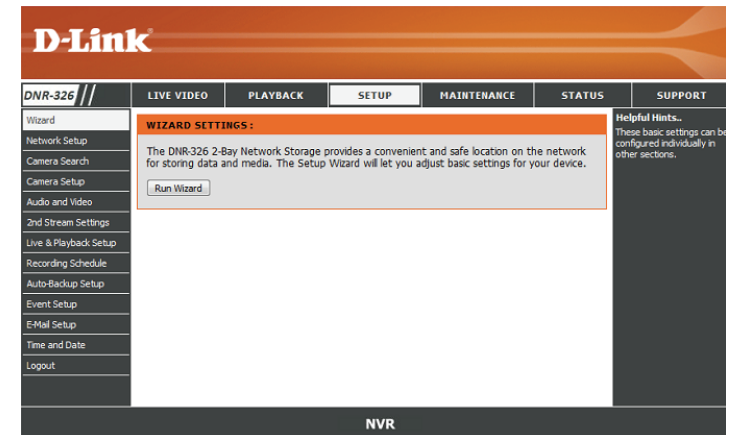 D-Link
DNR-326
LIVE VIDEO
PLAYBACK
SETUP
MAINTENANCE
STATUS
SUPPORT
Wizard
Network Setup
Camera Search
Camera Setup
Audio and Video
2nd Stream Settings
Live & Playback Setup
Recording Schedule
Auto-Backup Setup
Event Setup
E-Mail Setup
Time and Date
Logout
WIZARD SETTINGS :
The DNR-326 2-Bay Network Storage provides a convenient and safe location on the network
for storing data and media. The Setup Wizard will let you adjust basic settings for your device.
Run Wizard
Helpful Hints..
These basic settings can be
configured individually in
other sections.
NVR